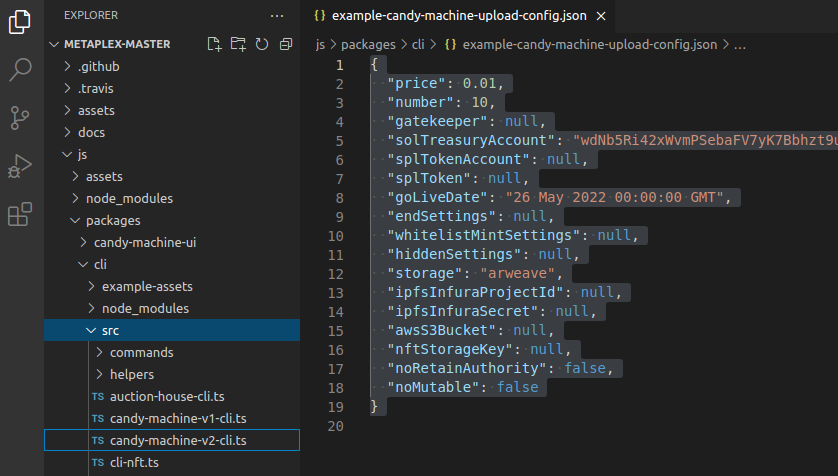 EXPLORER
METAPLEX-MASTER
.github
.travis
assets
docs
js
assets
node_modules
packages
candy-machine-ui
cli
example-assets
node_modules
src
commands
helpers
TS auction-house-cli.ts
TS candy-machine-v1-cli.ts
TS candy-machine-v2-cli.ts
TS cli-nft.ts
{} example-candy-machine-upload-config.json ×
js > packages > cli > {} example-candy-machine-upload-config.json > ...
1 {
2 "price": 0.01,
3 "number": 10,
4 "gatekeeper": null,
5 "solTreasuryAccount": "wdNb5Ri42xWvmPSebaFV7yK7Bbhzt9u
6 "splTokenAccount": null,
7 "splToken": null,
8 "goLiveDate": "26 May 2022 00:00:00 GMT",
9 "endSettings": null,
10 "whitelistMintSettings": null,
11 "hiddenSettings": null,
12 "storage": "arweave",
13 "ipfsInfuraProjectId": null,
14 "ipfsInfuraSecret": null,
15 "awsS3Bucket": null,
16 "nftStorageKey": null,
17 "noRetainAuthority": false,
18 "noMutable": false
19 }
20